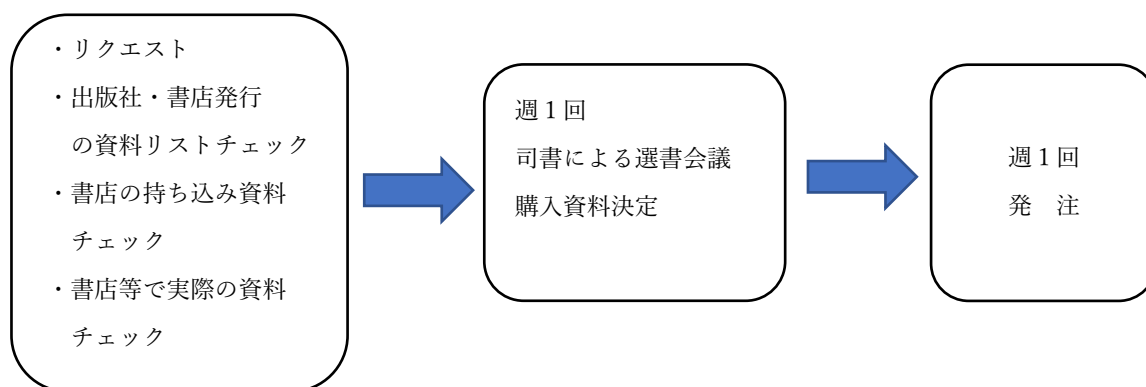 ・リクエスト
・出版社・書店発行
の資料リストチェック
・書店の持ち込み資料
チェック
・書店等で実際の資料
チェック
週１回
司書による選書会議
購入資料決定
週１回
発　注